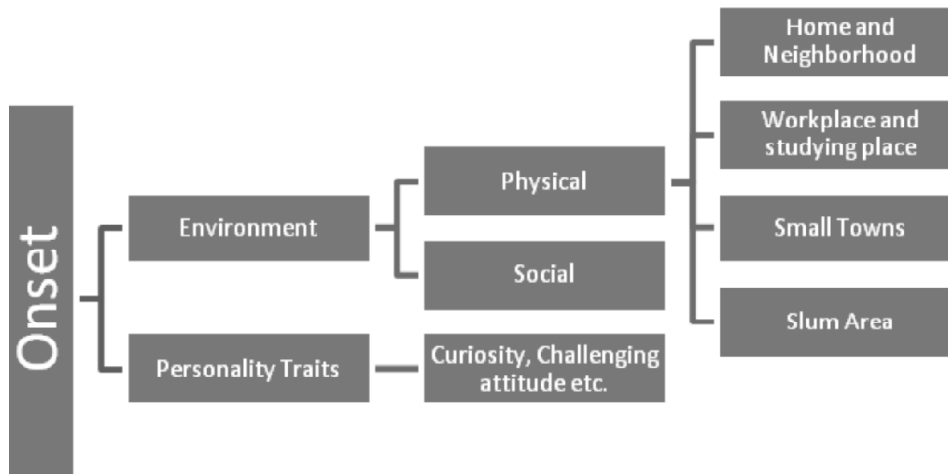 Onset
Environment
Personality Traits
Physical
Social
Curiosity, Challenging
attitude etc.
Home and
Neighborhood
Workplace and
studying place
Small Towns
Slum Area